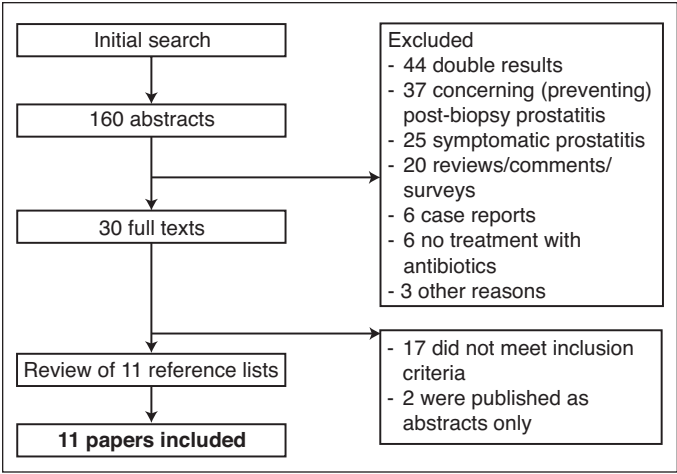 Initial search
160 abstracts
30 full texts
Review of 11 reference lists
11 papers included
Excluded
- 44 double results
- 37 concerning (preventing)
post-biopsy prostatitis
- 25 symptomatic prostatitis
- 20 reviews/comments/
surveys
- 6 case reports
- 6 no treatment with
antibiotics
- 3 other reasons
- 17 did not meet inclusion
criteria
- 2 were published as
abstracts only